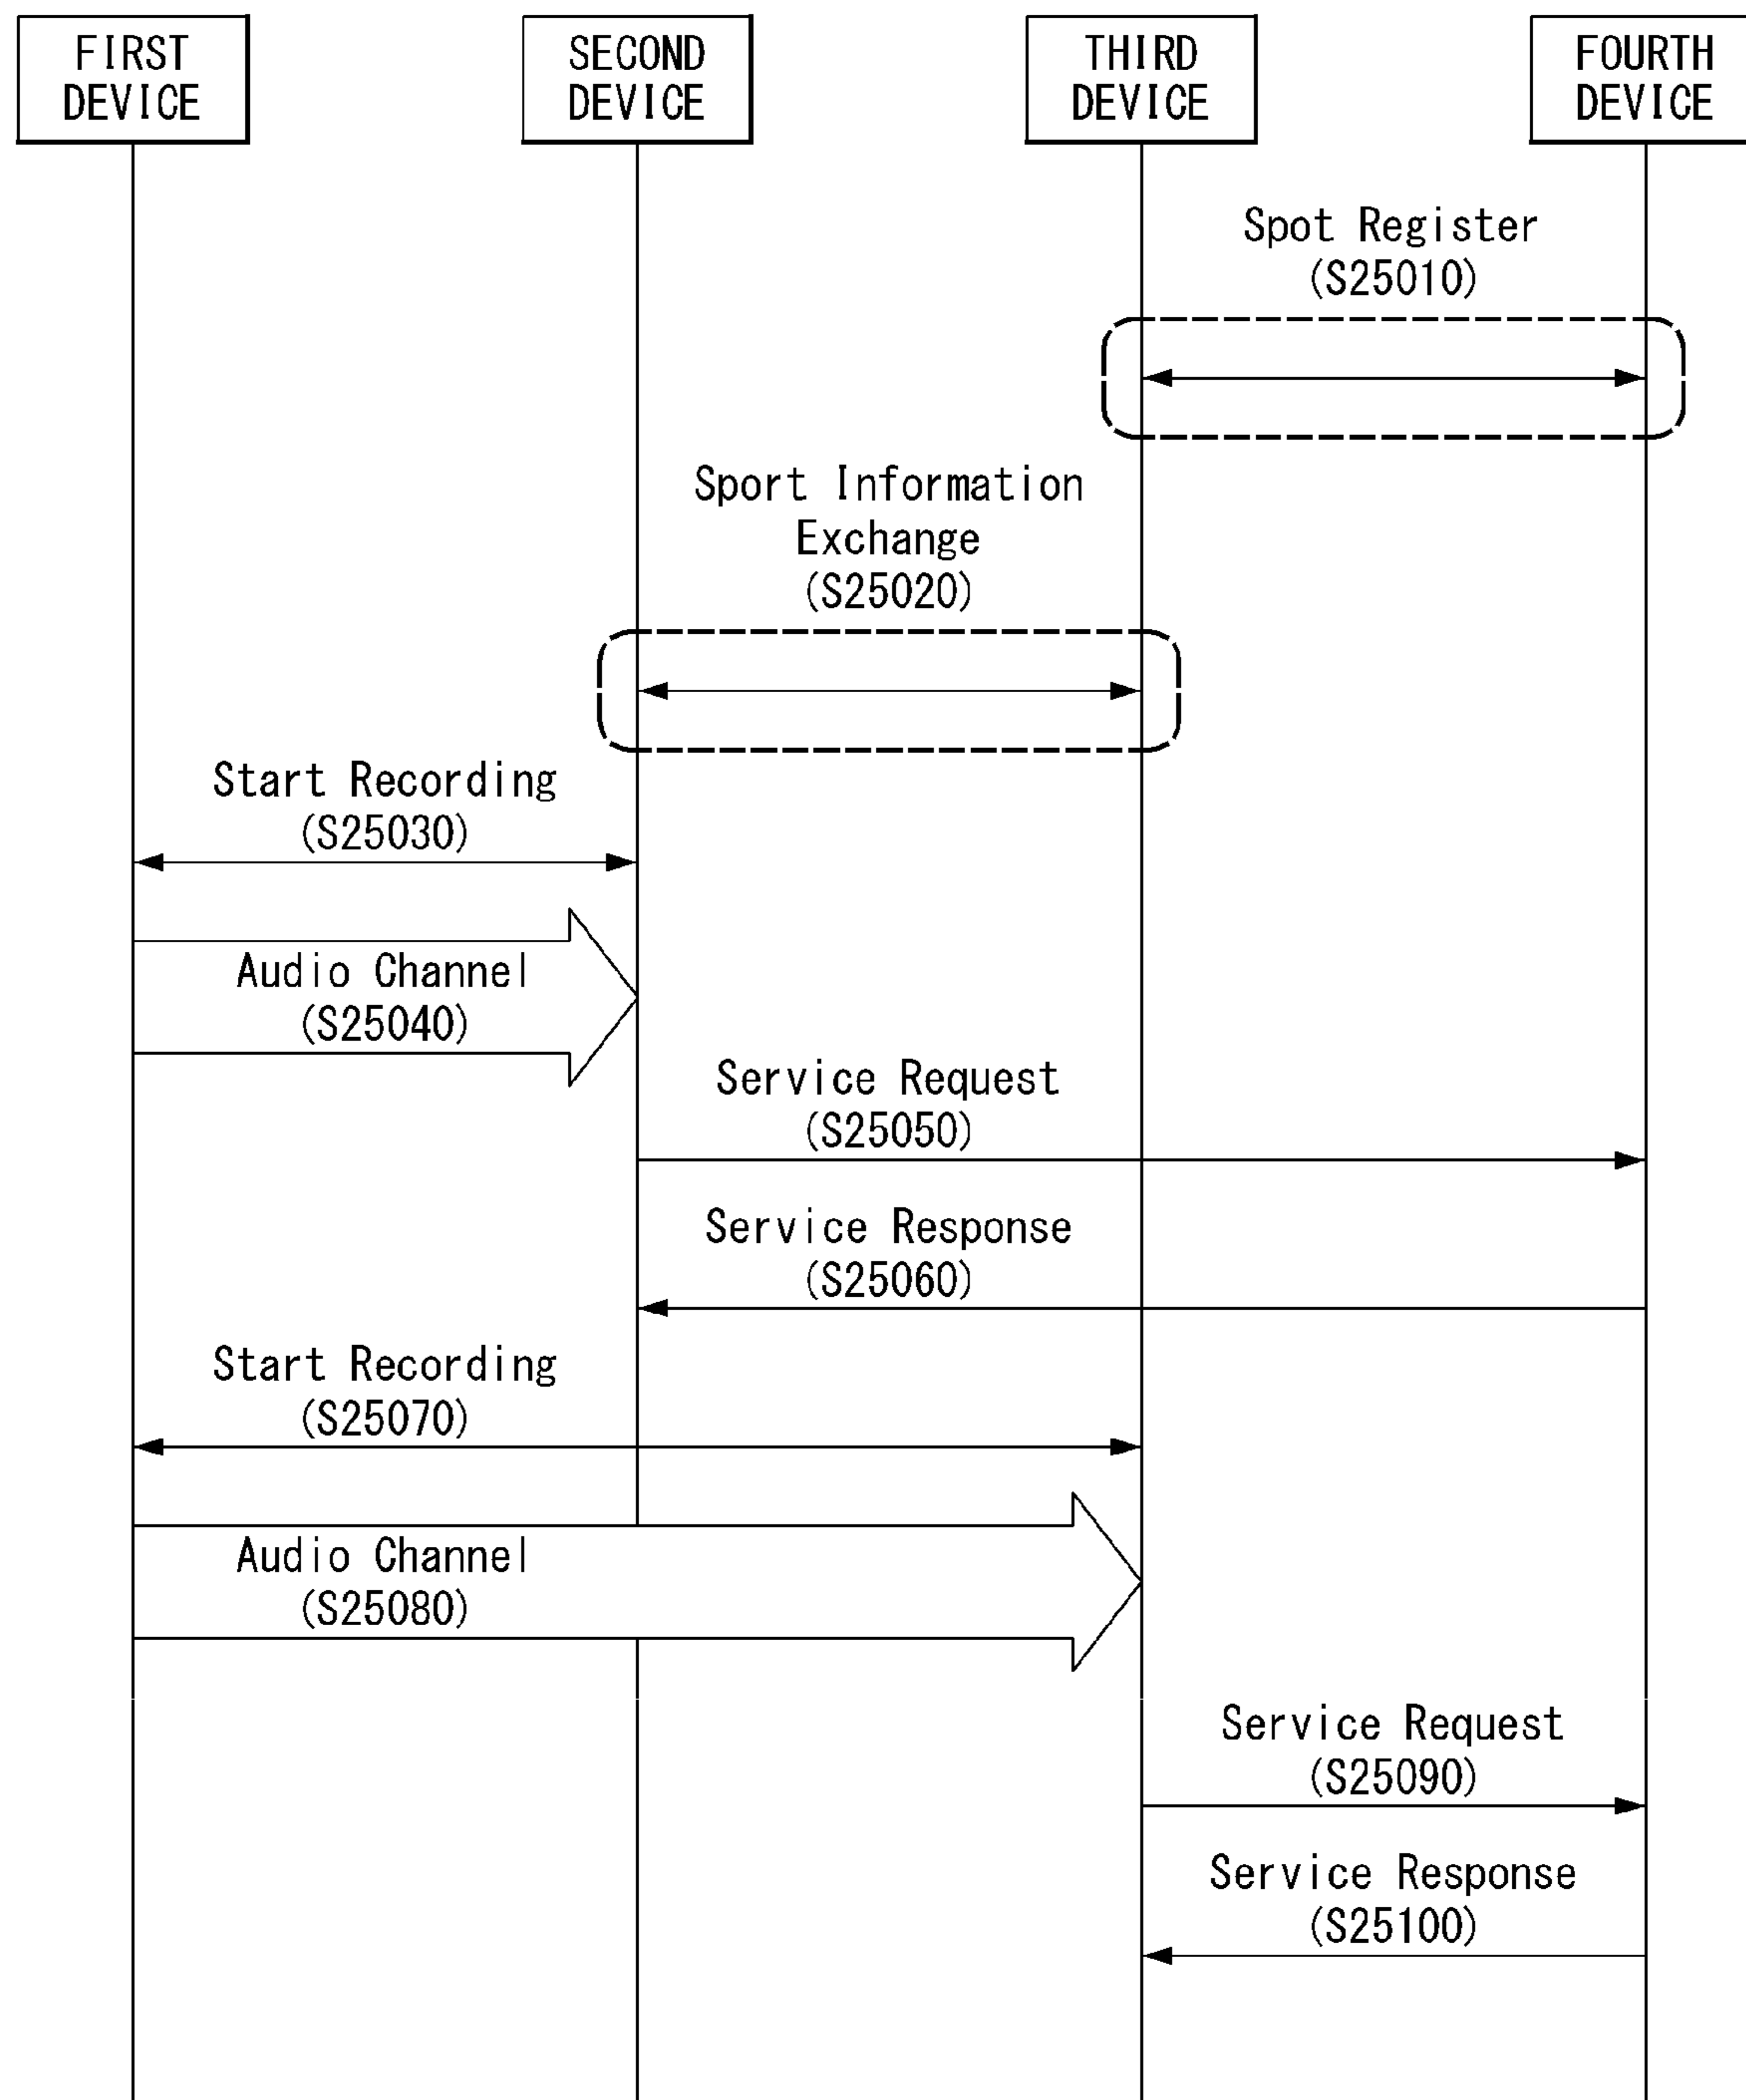 FIRST
DEVICE
SECOND
DEVICE
THIRD
DEVICE
FOURTH
DEVICE
Spot Register
(S25010)
Sport Information
Exchange
(S25020)
Start Recording
(S25030)
Audio Channel
(S25040)
Service Request
(S25050)
Service Response
(S25060)
Start Recording
(S25070)
Audio Channel
(S25080)
Service Request
(S25090)
Service Response
(S25100)